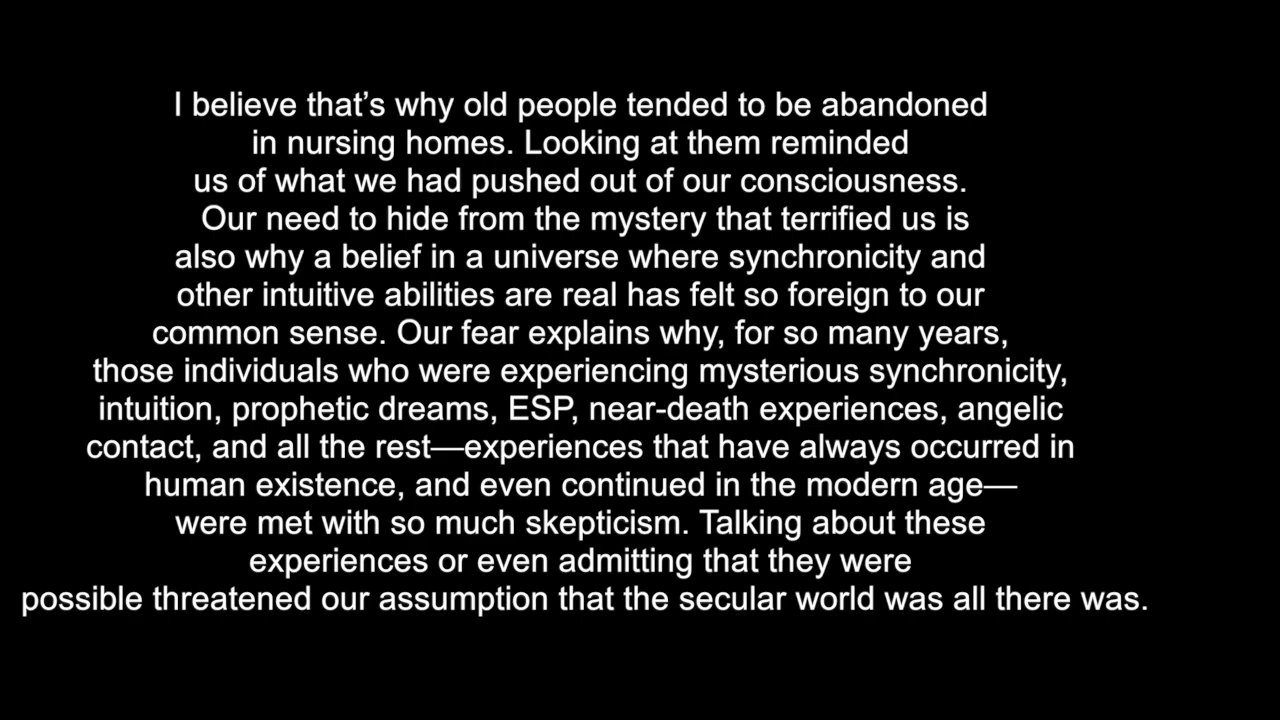 I believe that’s why old people tended to be abandoned
in nursing homes. Looking at them reminded
us of what we had pushed out of our consciousness.
Our need to hide from the mystery that terrified us is
also why a belief in a universe where synchronicity and
other intuitive abilities are real has felt so foreign to our
common sense. Our fear explains why, for so many years,
those individuals who were experiencing mysterious synchronicity,
intuition, prophetic dreams, ESP, near-death experiences, angelic
contact, and all the rest—experiences that have always occurred in
human existence, and even continued in the modern age—
were met with so much skepticism. Talking about these
experiences or even admitting that they were
possible threatened our assumption that the secular world was all there was.